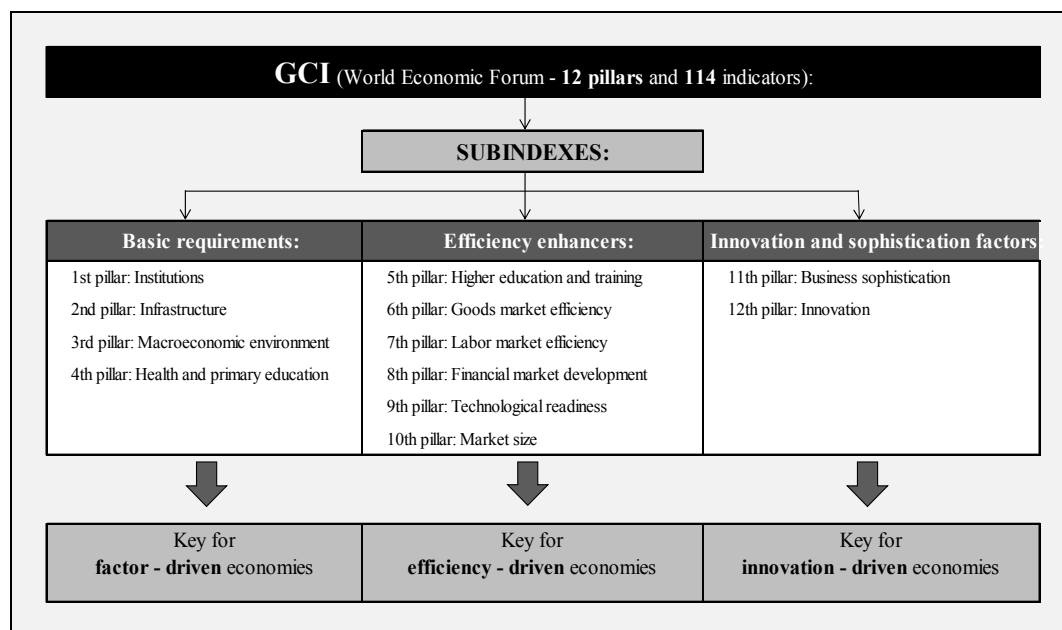 GCI (World Economic Forum - 12 pillars and 114 indicators):
SUBINDEXES:
Basic requirements:
1st pillar: Institutions
2nd pillar: Infrastructure
3rd pillar: Macroeconomic environment
4th pillar: Health and primary education
Efficiency enhancers:
5th pillar: Higher education and training
6th pillar: Goods market efficiency
7th pillar: Labor market efficiency
8th pillar: Financial market development
9th pillar: Technological readiness
10th pillar: Market size
Innovation and sophistication factors:
11th pillar: Business sophistication
12th pillar: Innovation
Key for
factor - driven economies
Key for
efficiency - driven economies
Key for
innovation - driven economies